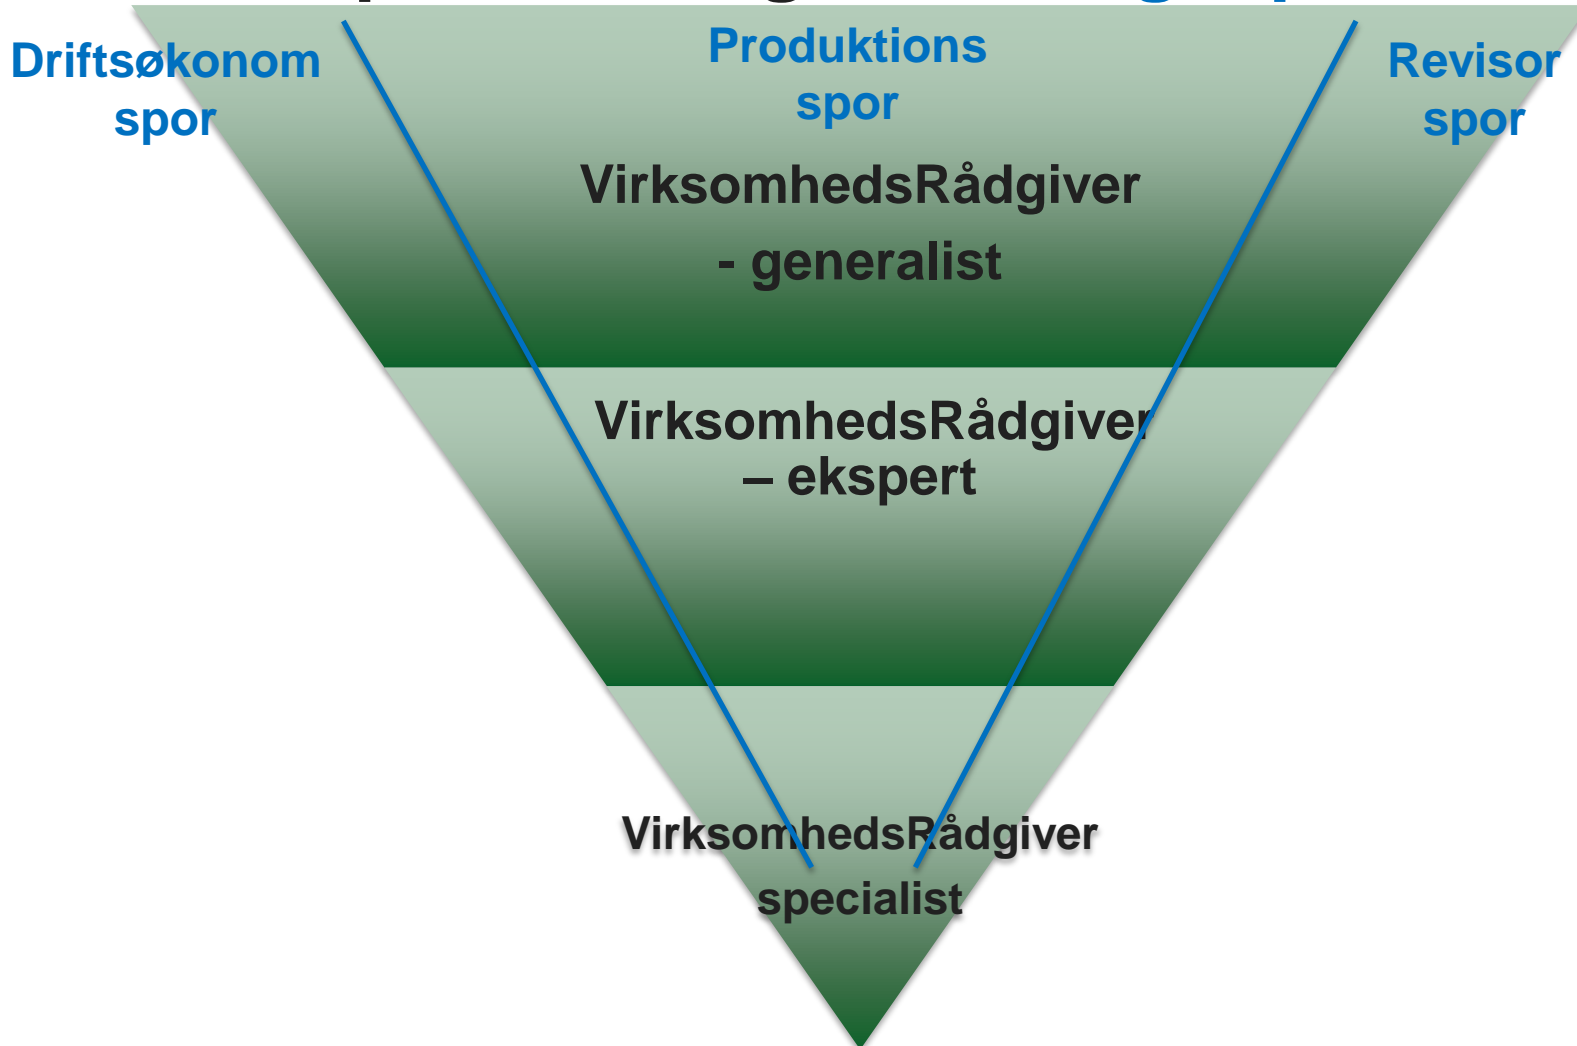 Driftsøkonom
spor
Produktions
spor
Revisor
spor
VirksomhedsRådgiver
- generalist
VirksomhedsRådgiver
– ekspert
VirksomhedsRådgiver
specialist